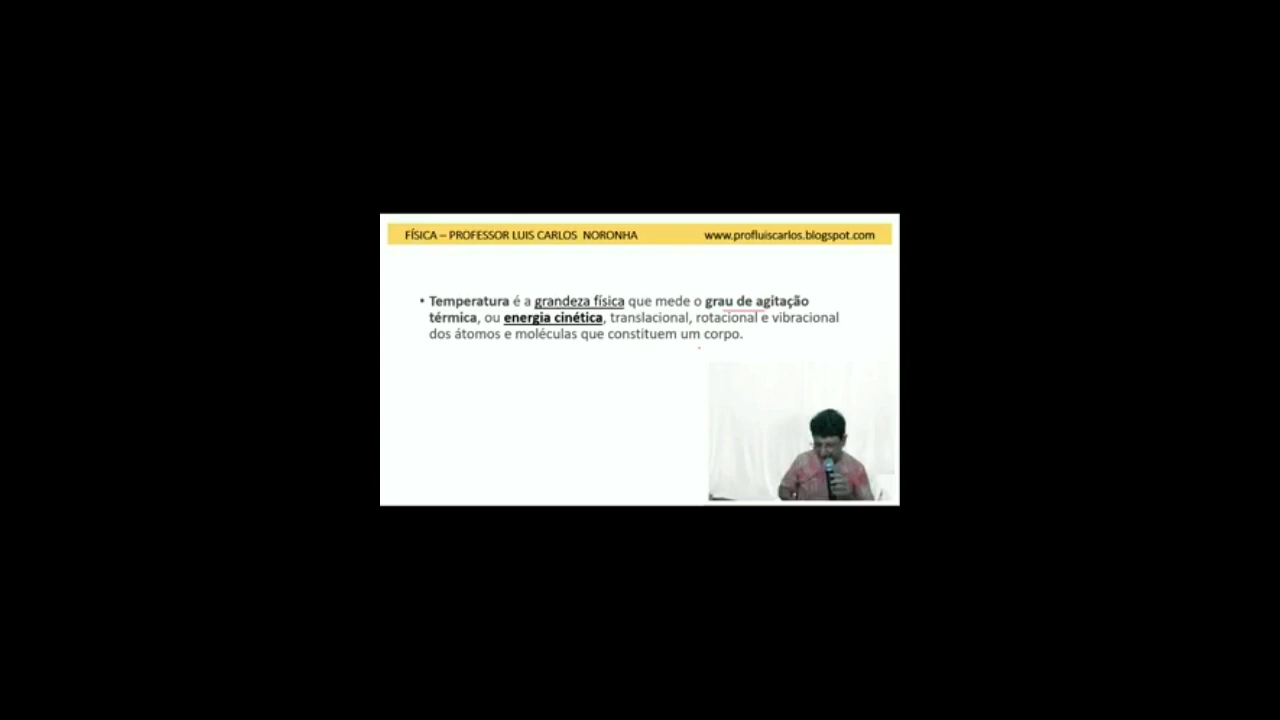 FÍSICA – PROFESSOR LUIS CARLOS NORONHA www.profluiscarlos.blogspot.com
• Temperatura é a grandeza física que mede o grau de agitação
térmica, ou energia cinética, translacional, rotacional e vibracional
dos átomos e moléculas que constituem um corpo.